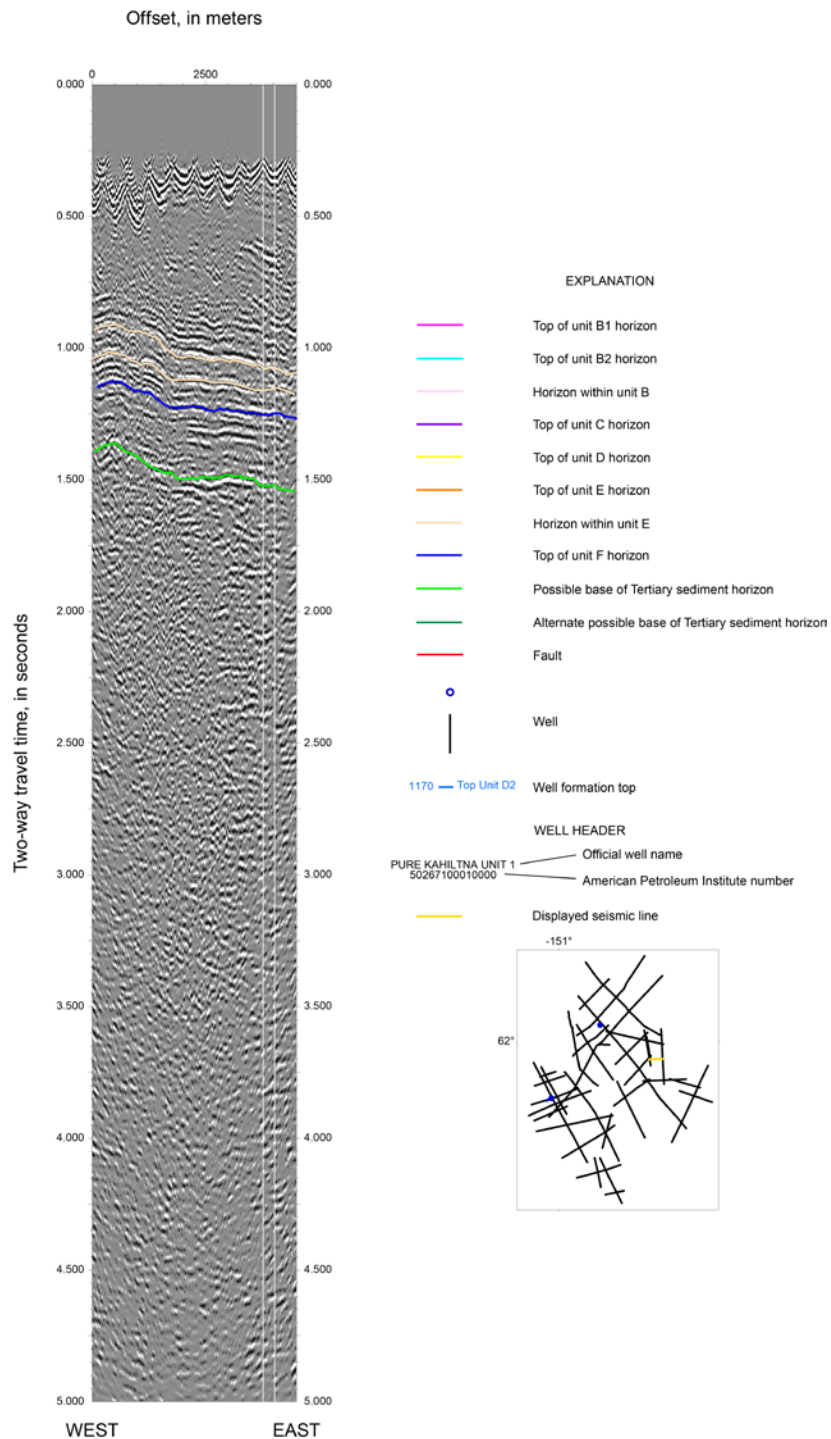 Offset, in meters
0 2500
0.000 0.000
0.500 0.500
1.000 1.000
1.500 1.500
2.000 2.000
2.500 2.500
3.000 3.000
3.500 3.500
4.000 4.000
4.500 4.500
5.000 5.000
Two-way travel time, in seconds
WEST EAST
EXPLANATION
Top of unit B1 horizon
Top of unit B2 horizon
Horizon within unit B
Top of unit C horizon
Top of unit D horizon
Top of unit E horizon
Horizon within unit E
Top of unit F horizon
Possible base of Tertiary sediment horizon
Alternate possible base of Tertiary sediment horizon
Fault
Well
1170 Top Unit D2 Well formation top
WELL HEADER
Official well name
PURE KAHILTNA UNIT 1
50267100010000
American Petroleum Institute number
Displayed seismic line
-151°
62°